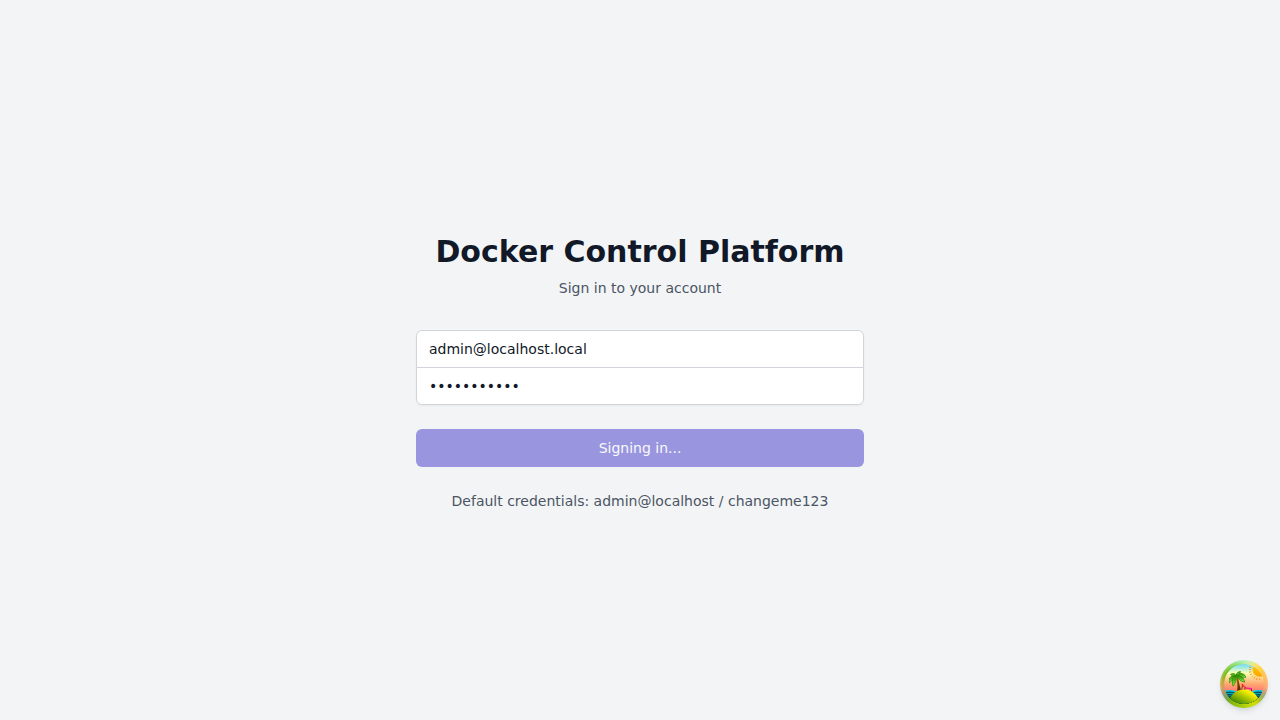 Docker Control Platform
Sign in to your account
admin@localhost.local
•••••••••••
Signing in...
Default credentials: admin@localhost / changeme123